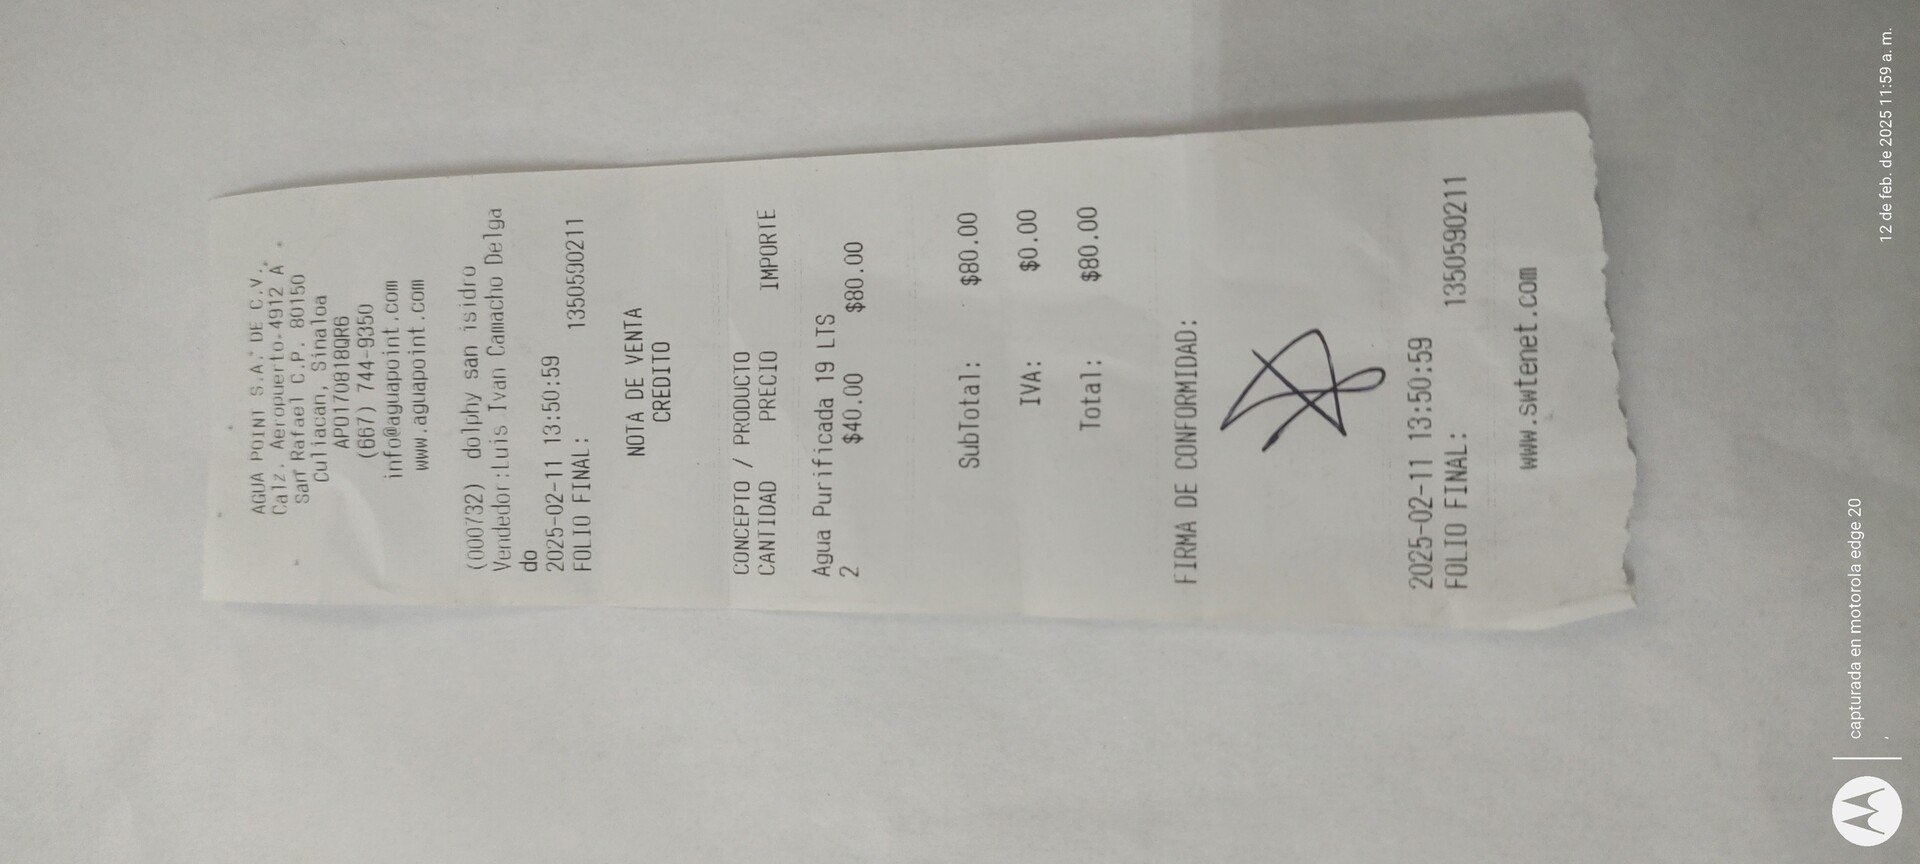 AGUA POINT S.A. DE C.V.
Calz. Aeropuerto 4912 A
San Rafael C.P. 80150
Culiacan, Sinaloa
APO170818QR6
(667) 744-9350
info@aguapoint.com
www.aguapoint.com
(000732) dolphy san isidro
Vendedor:Luis Ivan Camacho Delga
do
2025-02-11 13:50:59
FOLIO FINAL: 1350590211
NOTA DE VENTA
CREDITO
CONCEPTO / PRODUCTO
CANTIDAD PRECIO IMPORTE
Agua Purificada 19 LTS
2 $40.00 $80.00
SubTotal: $80.00
IVA: $0.00
Total: $80.00
FIRMA DE CONFORMIDAD:
2025-02-11 13:50:59
FOLIO FINAL: 1350590211
www.swtenet.com
capturada en motorola edge 20
12 de feb. de 2025 11:59 a. m.